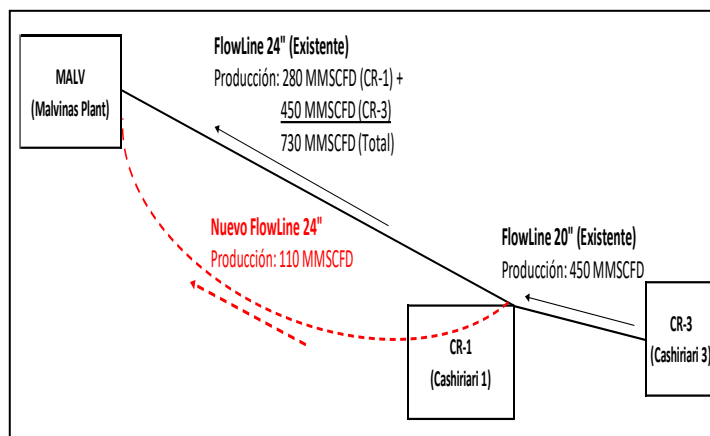 FlowLine 24" (Existente)
Producción: 280 MMSCFD (CR-1) +
450 MMSCFD (CR-3)
730 MMSCFD (Total)
MALV
(Malvinas Plant)
Nuevo FlowLine 24"
Producción: 110 MMSCFD
FlowLine 20" (Existente)
Producción: 450 MMSCFD
CR-1
(Cashiriari 1)
CR-3
(Cashiriari 3)